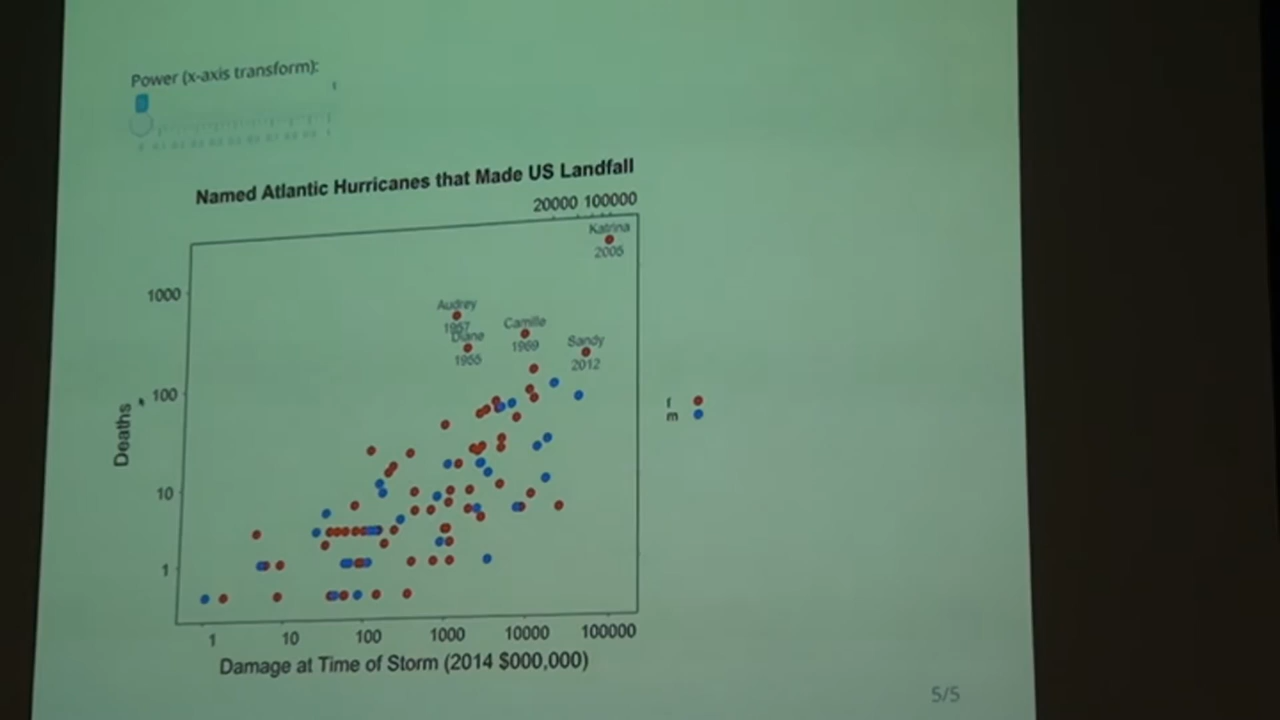 Power (x-axis transform):
Named Atlantic Hurricanes that Made US Landfall
20000 100000
Katrina
2005
1000
Audrey
1957
Camille
1969
Diane
1955
Sandy
2012
100
Deaths
f
m
10
1
1 10 100 1000 10000 100000
Damage at Time of Storm (2014 $000,000)
5/5